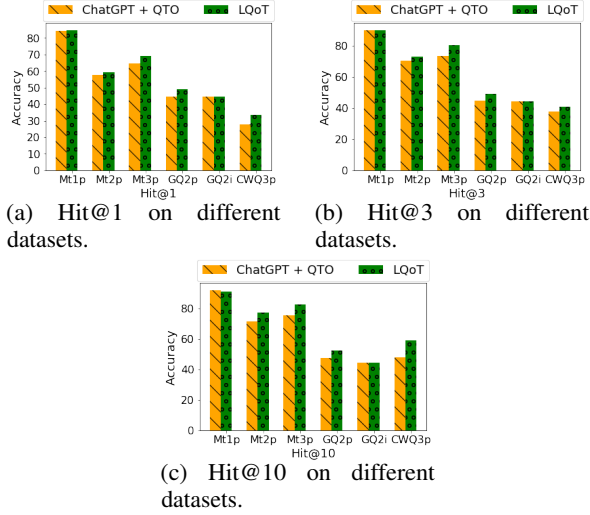 ChatGPT + QTO LQoT
80
70
60
50
40
30
20
10
0
Accuracy
Mt1p Mt2p Mt3p GQ2p GQ2i CWQ3p
Hit@1
(a) Hit@1 on different
datasets.
ChatGPT + QTO LQoT
80
60
40
20
0
Accuracy
Mt1p Mt2p Mt3p GQ2p GQ2i CWQ3p
Hit@3
(b) Hit@3 on different
datasets.
ChatGPT + QTO LQoT
80
60
40
20
0
Accuracy
Mt1p Mt2p Mt3p GQ2p GQ2i CWQ3p
Hit@10
(c) Hit@10 on different
datasets.